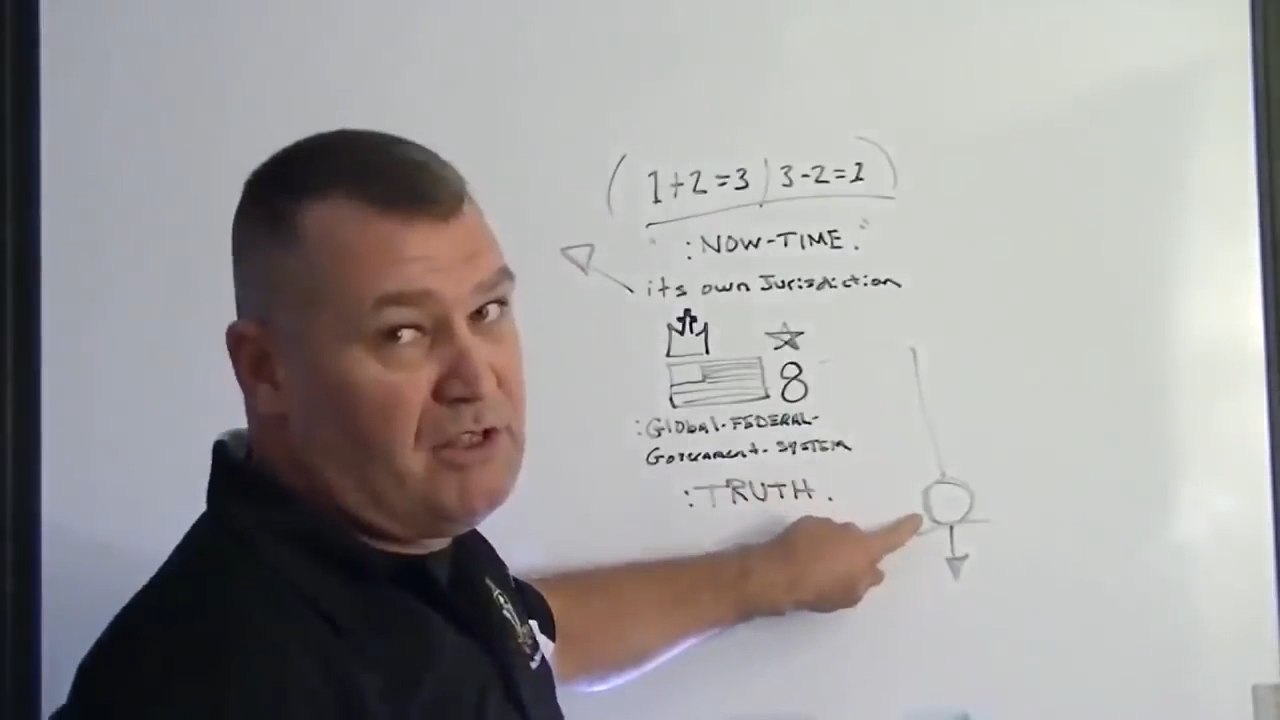 ( 1+2=3 | 3-2=1 )
" :NOW-TIME. "
its own Jurisdiction
8
:Global-FEDERAL-
Government-SYSTEM
:TRUTH.